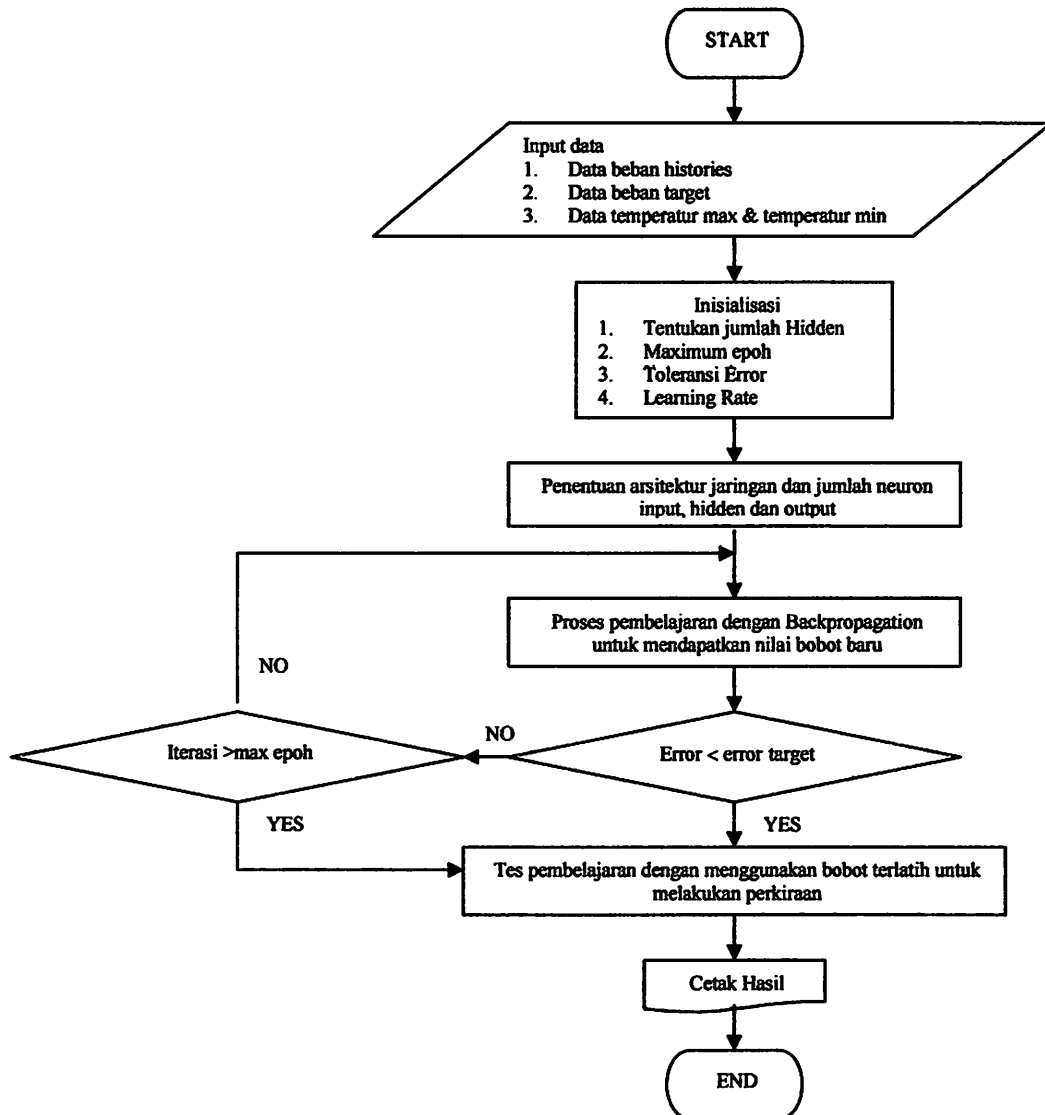 START
Input data
1. Data beban histories
2. Data beban target
3. Data temperatur max & temperatur min
Inisialisasi
1. Tentukan jumlah Hidden
2. Maximum epoh
3. Toleransi Error
4. Learning Rate
Penentuan arsitektur jaringan dan jumlah neuron
input, hidden dan output
Proses pembelajaran dengan Backpropagation
untuk mendapatkan nilai bobot baru
NO
Iterasi >max epoh
NO
Error < error target
YES
YES
Tes pembelajaran dengan menggunakan bobot terlatih untuk
melakukan perkiraan
Cetak Hasil
END